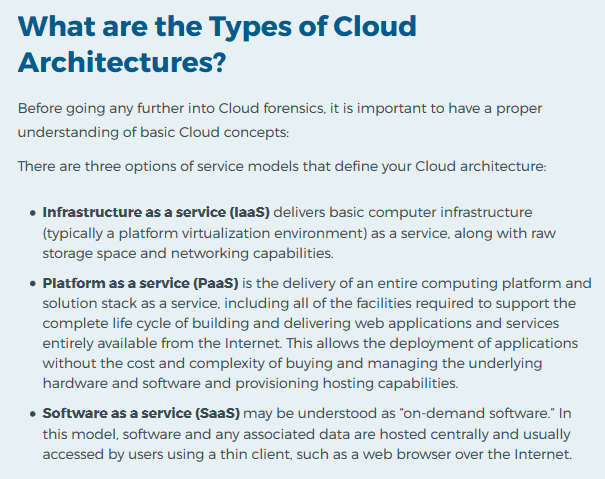 What are the Types of Cloud
Architectures?
Before going any further into Cloud forensics, it is important to have a proper
understanding of basic Cloud concepts:
There are three options of service models that define your Cloud architecture:
• Infrastructure as a service (IaaS) delivers basic computer infrastructure
(typically a platform virtualization environment) as a service, along with raw
storage space and networking capabilities.
• Platform as a service (PaaS) is the delivery of an entire computing platform and
solution stack as a service, including all of the facilities required to support the
complete life cycle of building and delivering web applications and services
entirely available from the Internet. This allows the deployment of applications
without the cost and complexity of buying and managing the underlying
hardware and software and provisioning hosting capabilities.
• Software as a service (SaaS) may be understood as “on-demand software.” In
this model, software and any associated data are hosted centrally and usually
accessed by users using a thin client, such as a web browser over the Internet.